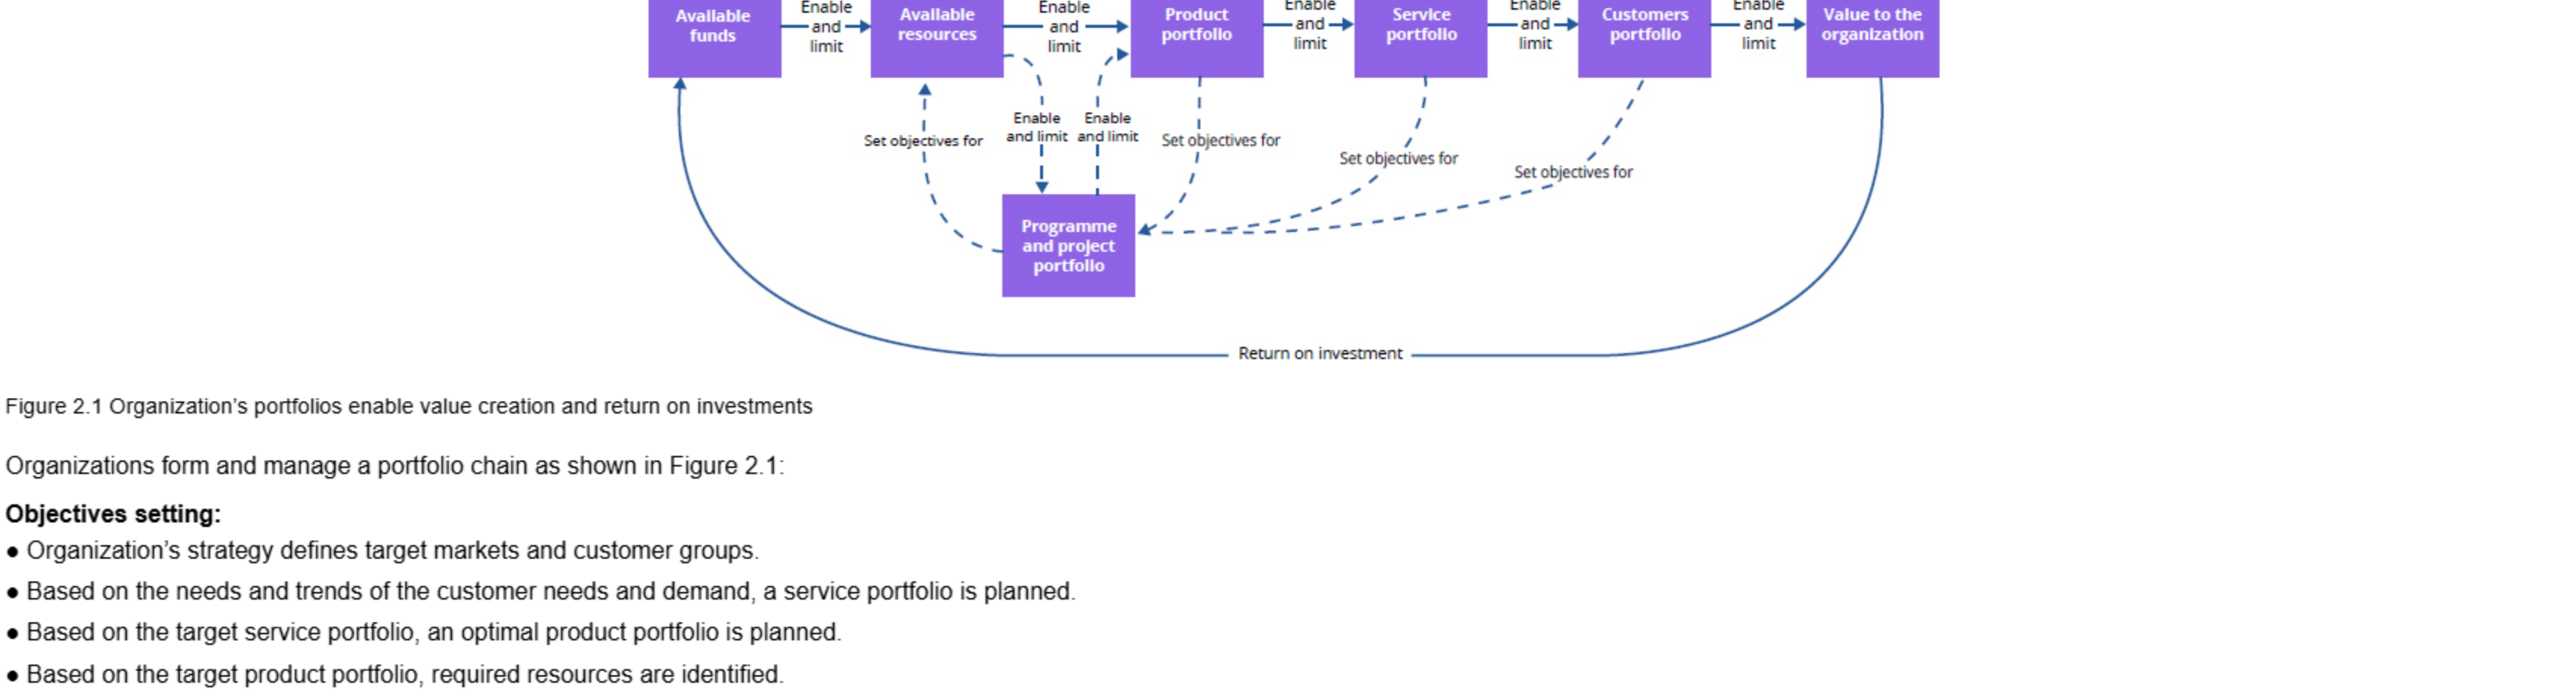 Available
funds
Enable
and
limit
Available
resources
Enable
and
limit
Product
portfolio
Enable
and
limit
Service
portfolio
Enable
and
limit
Customers
portfolio
Enable
and
limit
Value to the
organization
Set objectives for
Enable
and limit
Enable
and limit
Set objectives for
Set objectives for
Set objectives for
Programme
and project
portfolio
Return on investment
Figure 2.1 Organization's portfolios enable value creation and return on investments
Organizations form and manage a portfolio chain as shown in Figure 2.1:
Objectives setting:
● Organization's strategy defines target markets and customer groups.
● Based on the needs and trends of the customer needs and demand, a service portfolio is planned.
● Based on the target service portfolio, an optimal product portfolio is planned.
● Based on the target product portfolio, required resources are identified.